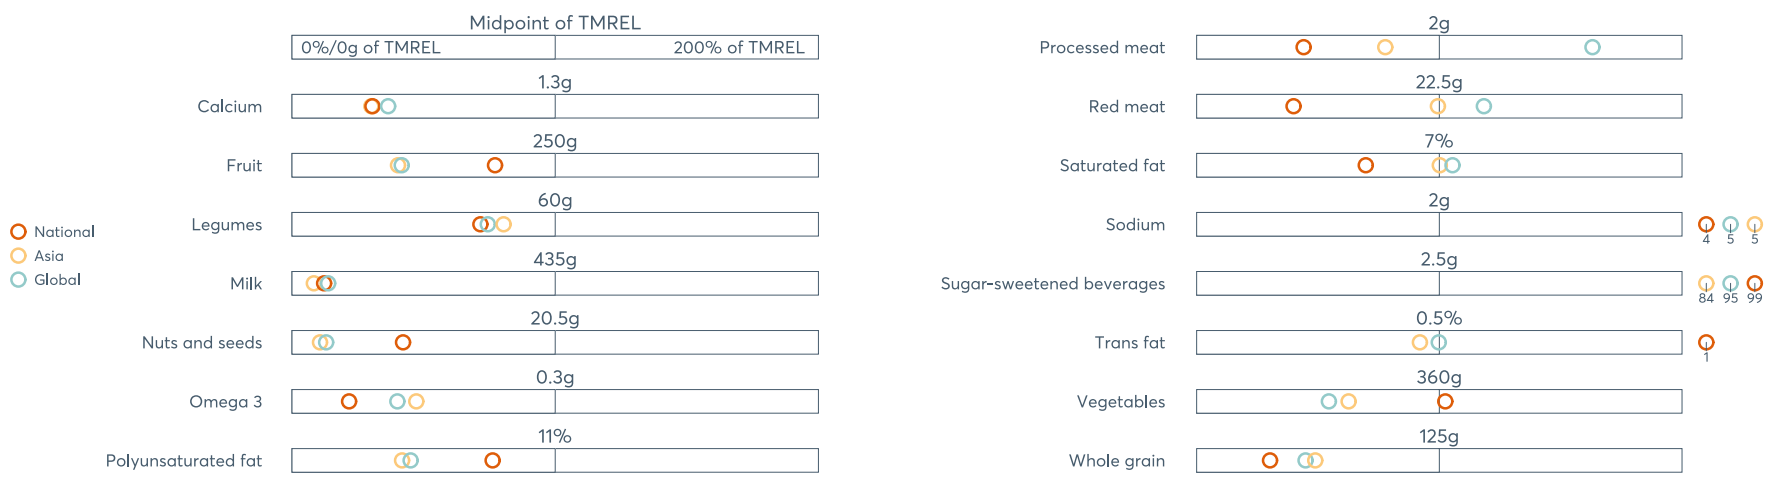 Midpoint of TMREL
0%/0g of TMREL 200% of TMREL
1.3g
Calcium
250g
Fruit
60g
Legumes
National
Asia
Global
435g
Milk
20.5g
Nuts and seeds
0.3g
Omega 3
11%
Polyunsaturated fat
2g
Processed meat
22.5g
Red meat
7%
Saturated fat
2g
Sodium
4 5 5
2.5g
Sugar-sweetened beverages
84 95 99
0.5%
Trans fat
1
360g
Vegetables
125g
Whole grain